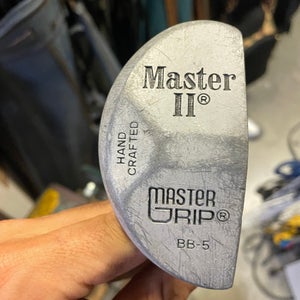 Master
II®
HAND
CRAFTED
MASTER
GRIP®
BB-5